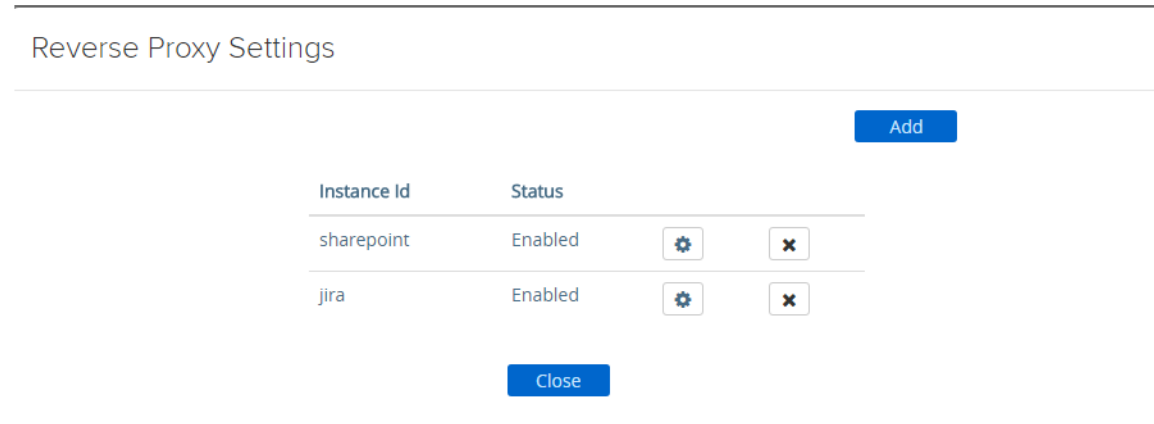 Reverse Proxy Settings
Add
Instance Id Status
sharepoint Enabled
jira Enabled
Close